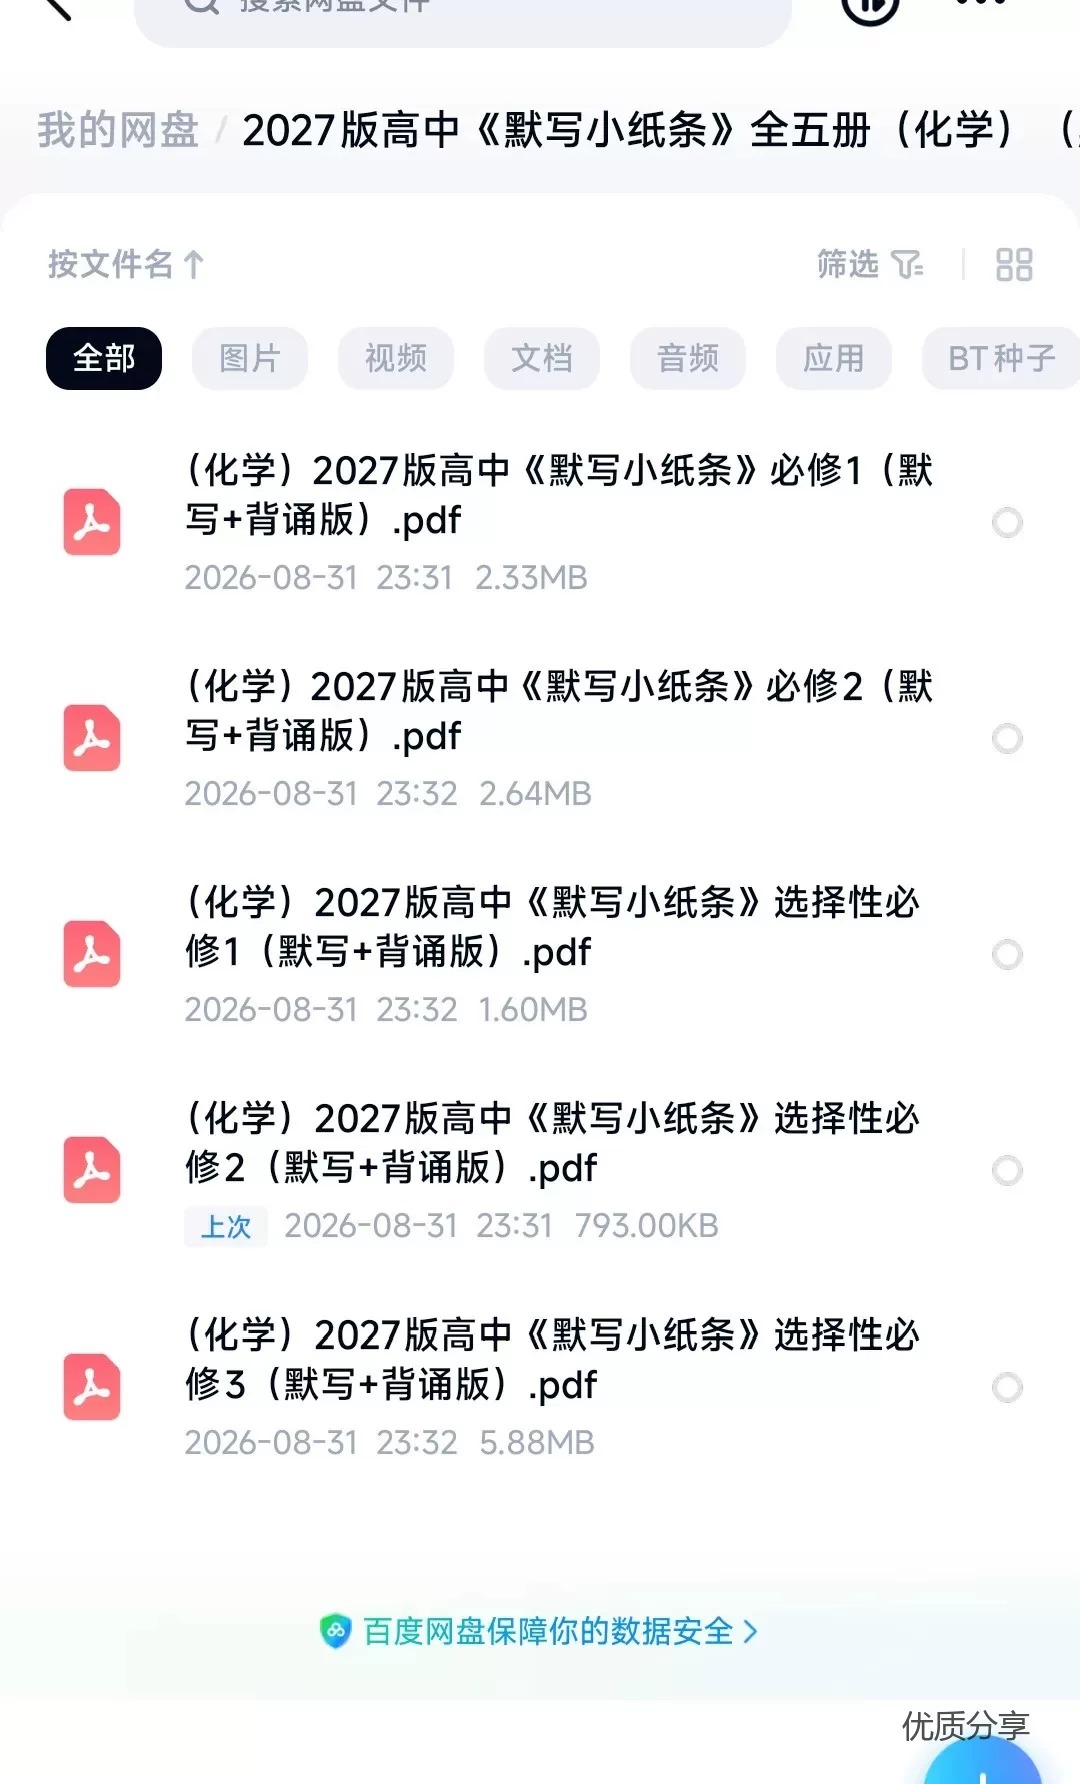 搜索网盘文件
我的网盘 / 2027版高中《默写小纸条》全五册（化学）（
按文件名↑
筛选
全部 图片 视频 文档 音频 应用 BT种子
（化学）2027版高中《默写小纸条》必修1（默
写+背诵版）.pdf
2026-08-31 23:31 2.33MB
（化学）2027版高中《默写小纸条》必修2（默
写+背诵版）.pdf
2026-08-31 23:32 2.64MB
（化学）2027版高中《默写小纸条》选择性必
修1（默写+背诵版）.pdf
2026-08-31 23:32 1.60MB
（化学）2027版高中《默写小纸条》选择性必
修2（默写+背诵版）.pdf
上次 2026-08-31 23:31 793.00KB
（化学）2027版高中《默写小纸条》选择性必
修3（默写+背诵版）.pdf
2026-08-31 23:32 5.88MB
百度网盘保障你的数据安全
优质分享